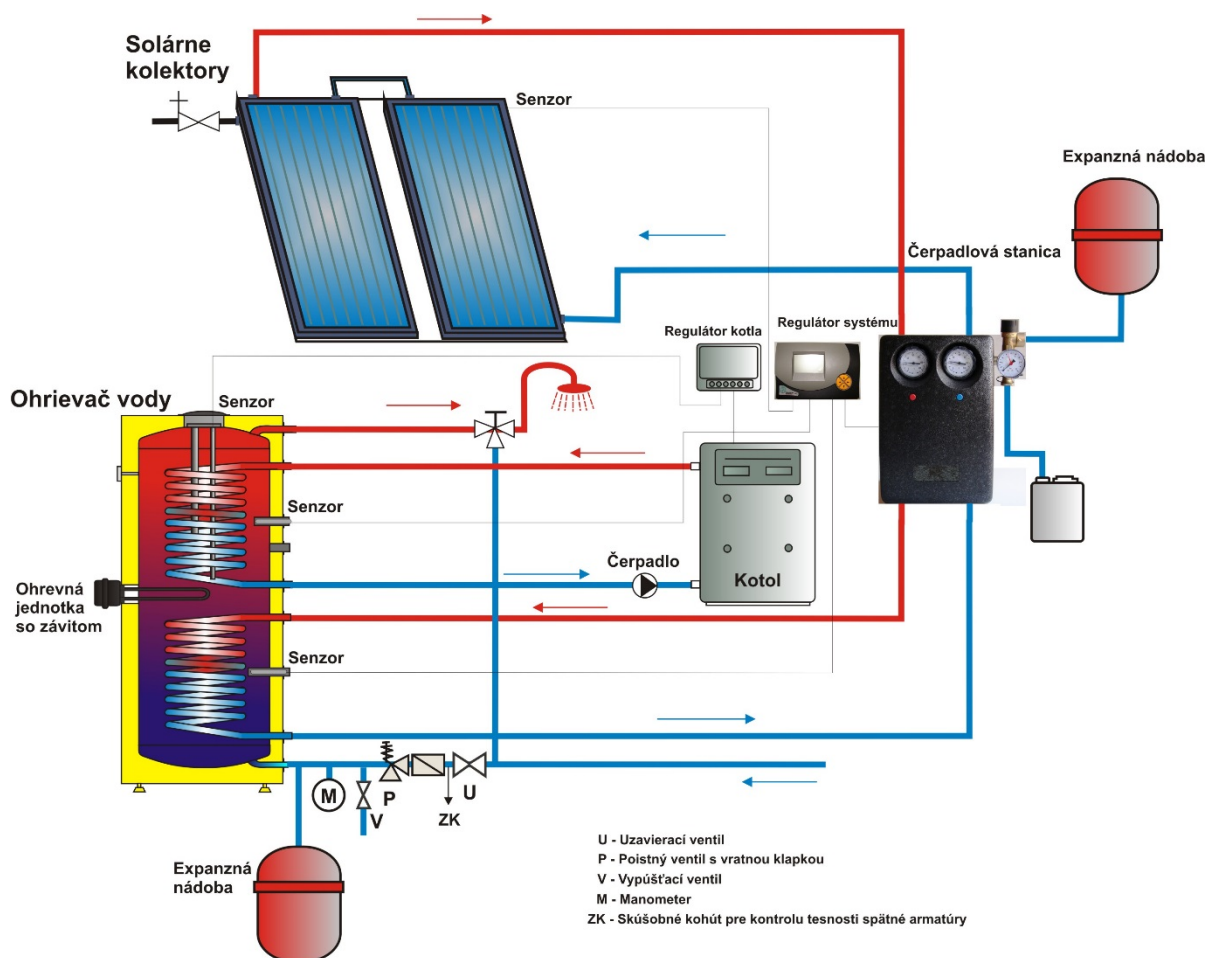 Solárne
kolektory
Senzor
Expanzná nádoba
Čerpadlová stanica
Regulátor kotla
Regulátor systému
Ohrievač vody
Senzor
Senzor
Čerpadlo
Kotol
Ohrevná
jednotka
so závitom
Senzor
M
V
P
ZK
U
Expanzná
nádoba
U - Uzavierací ventil
P - Poistný ventil s vratnou klapkou
V - Vypúšťací ventil
M - Manometer
ZK - Skúšobné kohút pre kontrolu tesnosti spätné armatúry